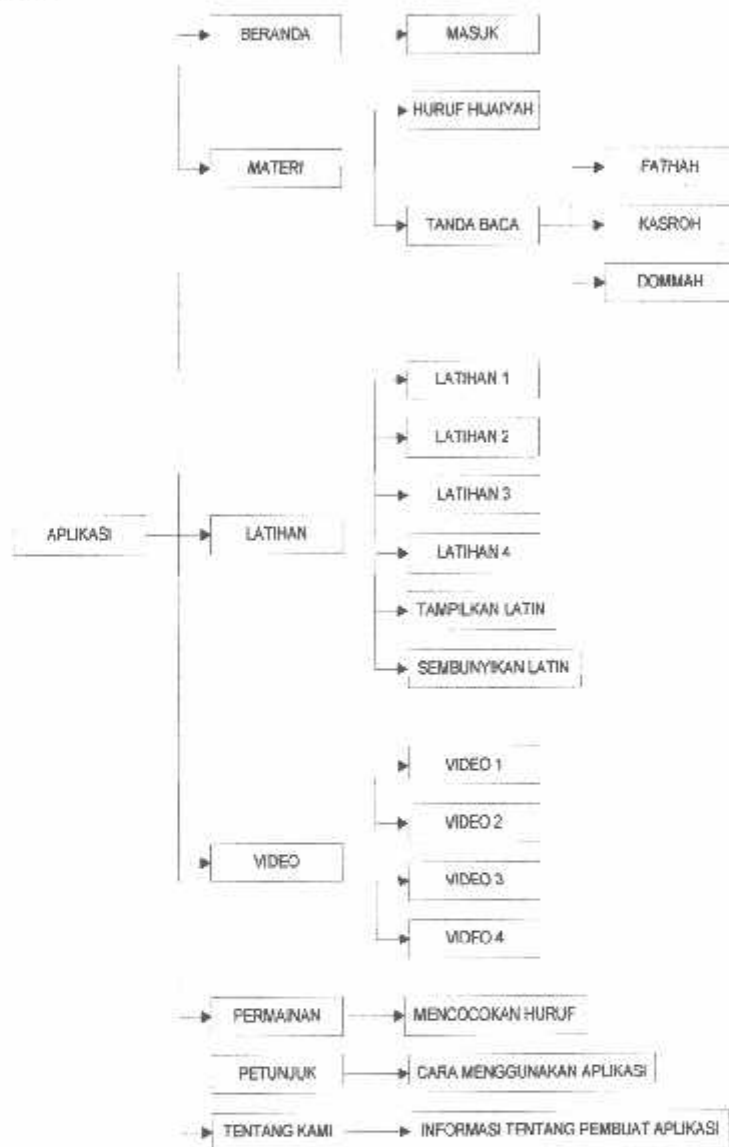 BERANDA
MASUK
HURUF HIJAIYAH
MATERI
FATHAH
TANDA BACA
KASROH
DOMMAH
LATIHAN 1
LATIHAN 2
LATIHAN 3
APLIKASI
LATIHAN
LATIHAN 4
TAMPILKAN LATIN
SEMBUNYIKAN LATIN
VIDEO 1
VIDEO 2
VIDEO
VIDEO 3
VIDEO 4
PERMAINAN
MENCOCOKAN HURUF
PETUNJUK
CARA MENGGUNAKAN APLIKASI
TENTANG KAMI
INFORMASI TENTANG PEMBUAT APLIKASI